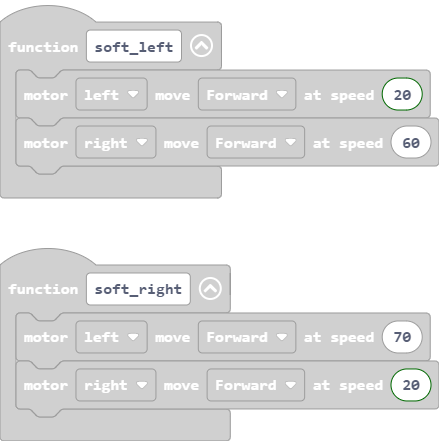 function soft_left
motor left move Forward at speed 20
motor right move Forward at speed 60
function soft_right
motor left move Forward at speed 70
motor right move Forward at speed 20